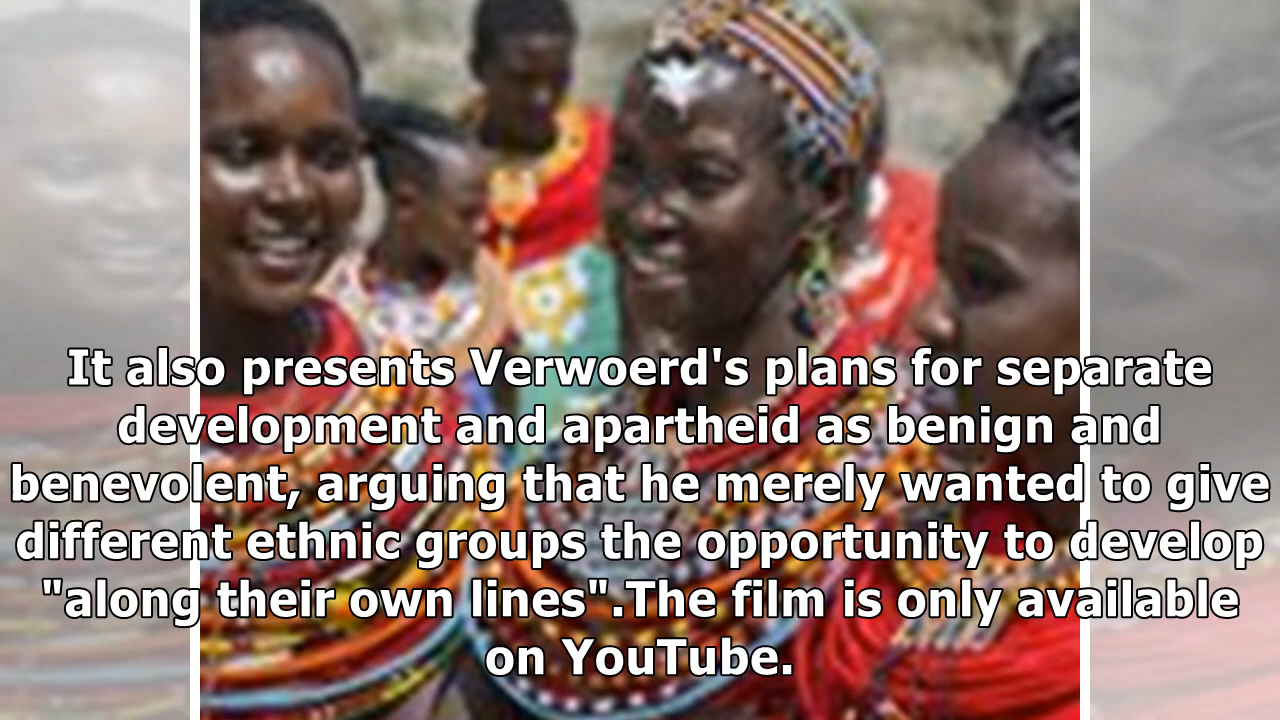 It also presents Verwoerd's plans for separate
development and apartheid as benign and
benevolent, arguing that he merely wanted to give
different ethnic groups the opportunity to develop
"along their own lines".The film is only available
on YouTube.